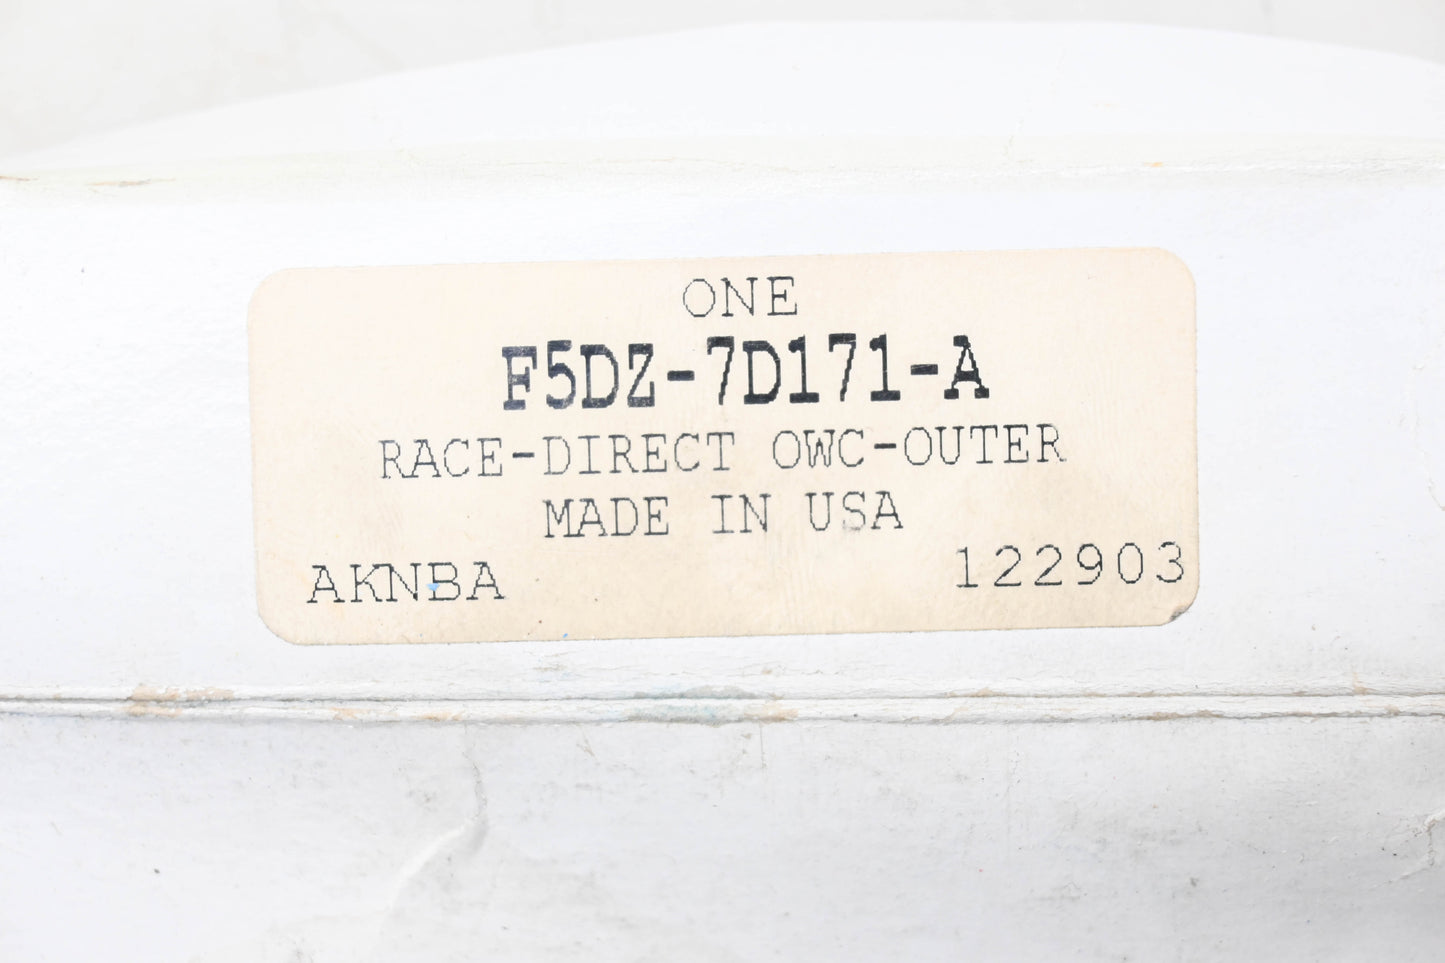 ONE
F5DZ-7D171-A
RACE-DIRECT OWC-OUTER
MADE IN USA
AKNBA 122903